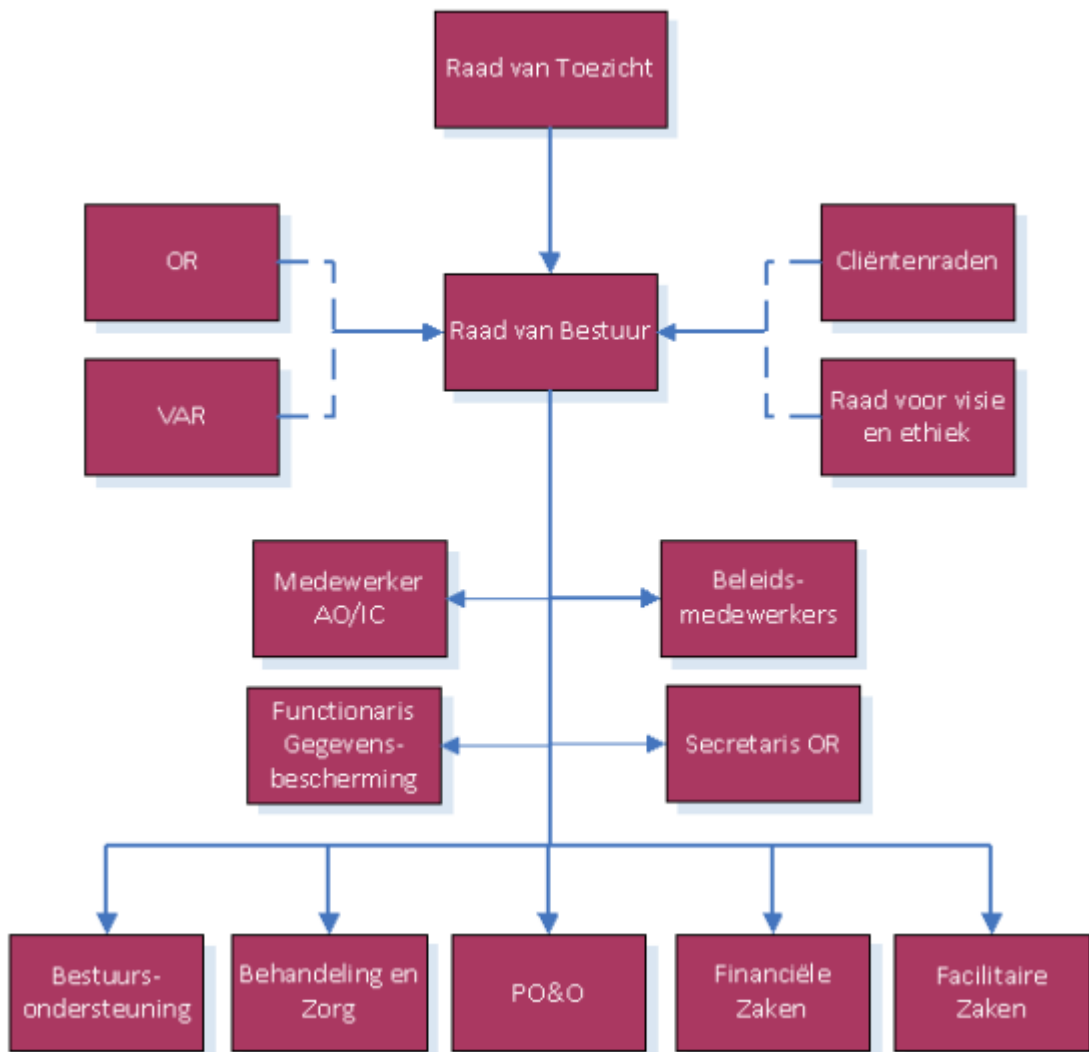 Raad van Toezicht
OR
Cliëntenraden
Raad van Bestuur
VAR
Raad voor visie
en ethiek
Medewerker
AO/IC
Beleids-
medewerkers
Functionaris
Gegevens-
bescherming
Secretaris OR
Bestuurs-
ondersteuning
Behandeling en
Zorg
PO&O
Financiële
Zaken
Facilitaire
Zaken